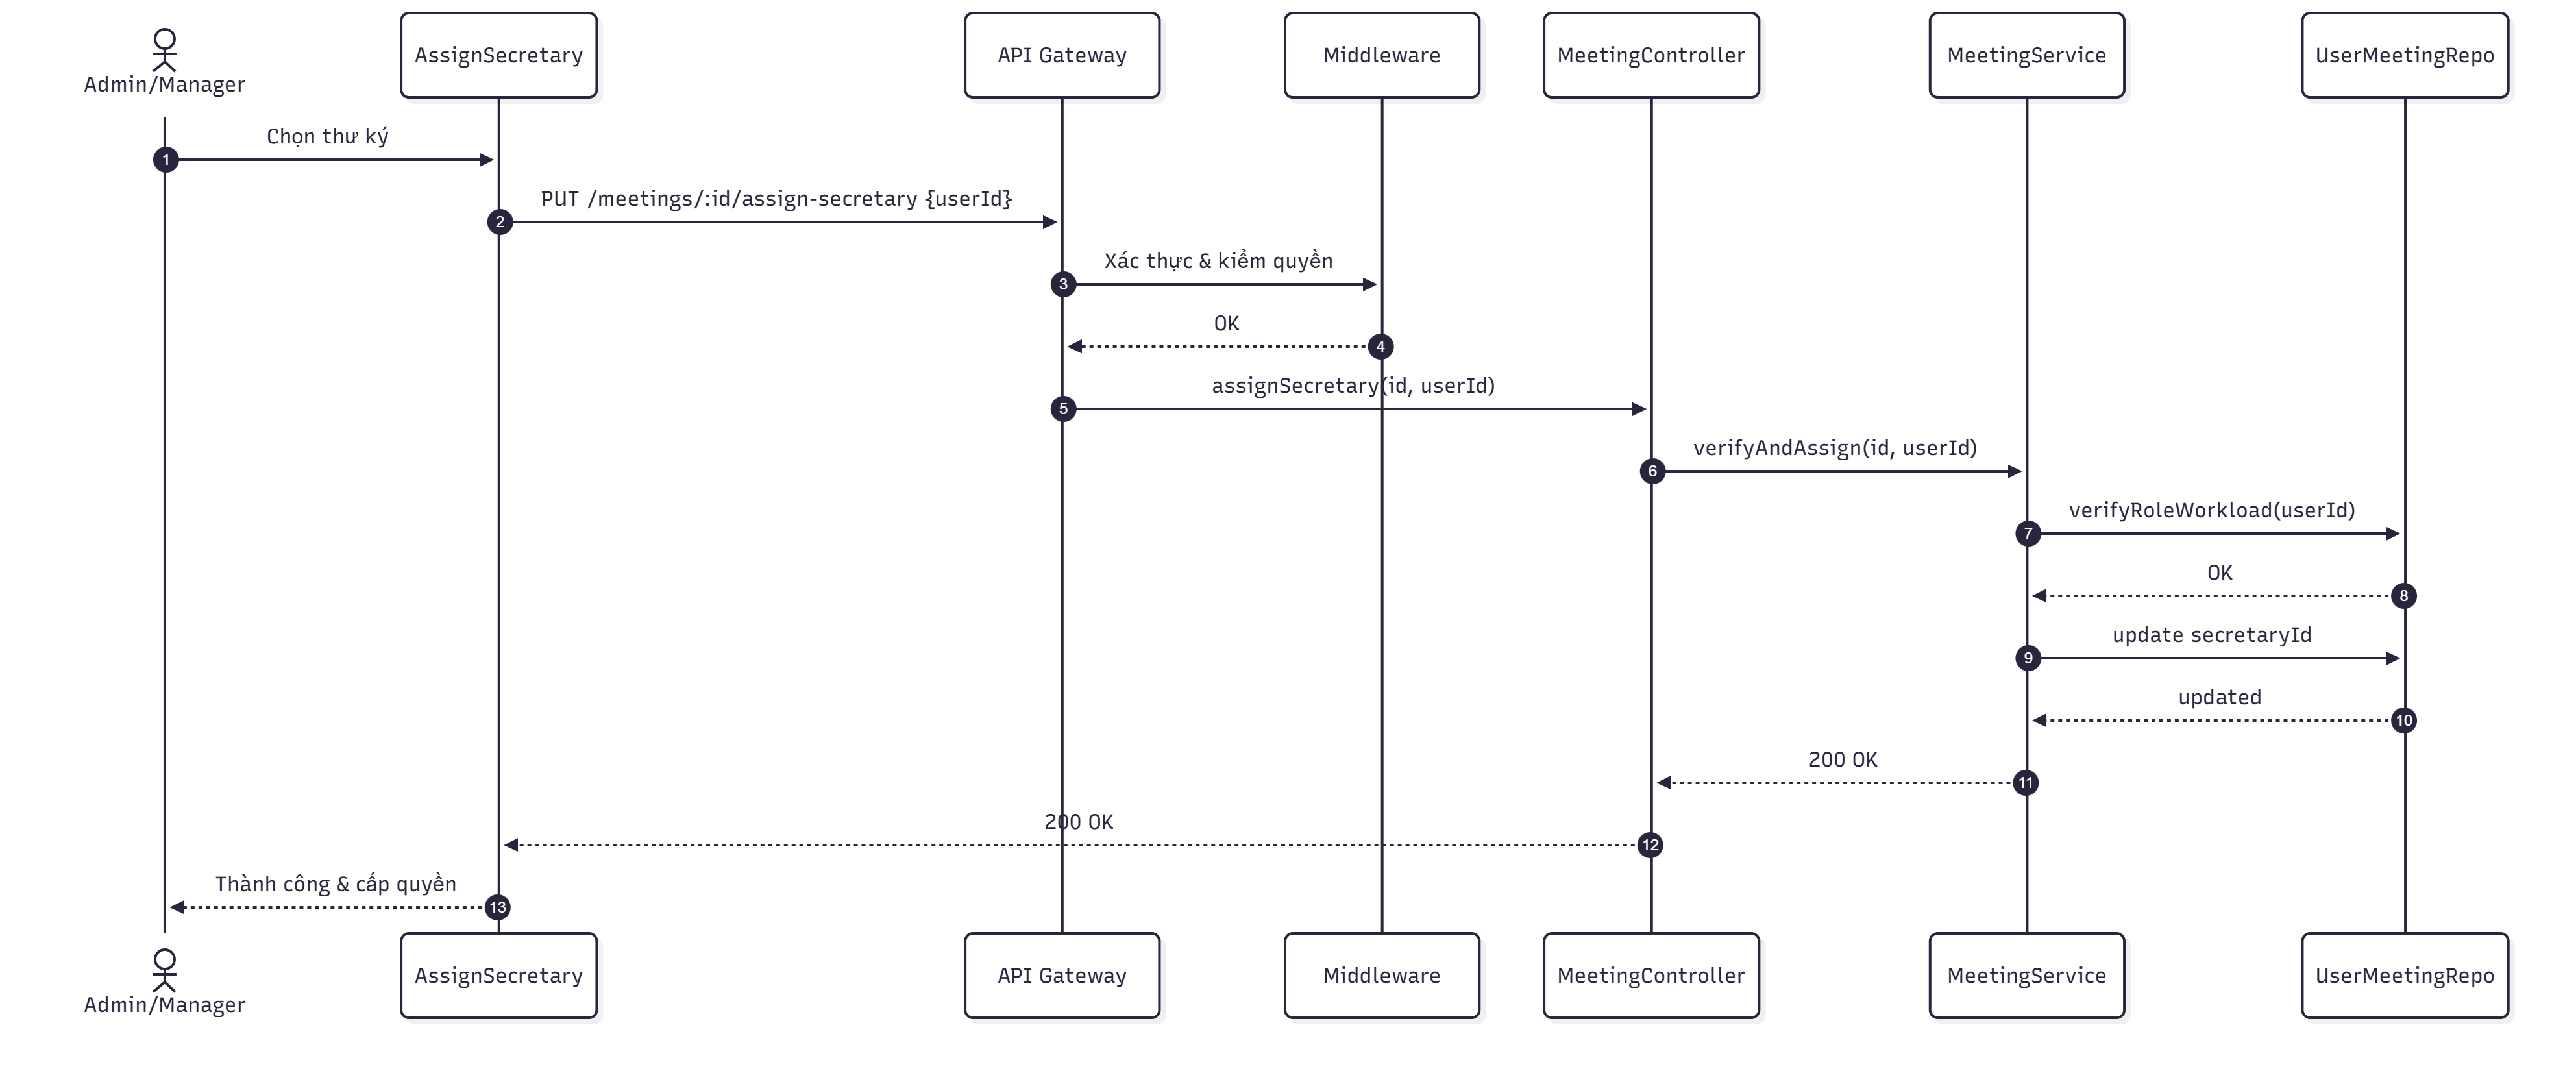 Admin/Manager
AssignSecretary
API Gateway
Middleware
MeetingController
MeetingService
UserMeetingRepo
Chọn thư ký
1
PUT /meetings/:id/assign-secretary {userId}
2
Xác thực & kiểm quyền
3
OK
4
assignSecretary(id, userId)
5
verifyAndAssign(id, userId)
6
verifyRoleWorkload(userId)
7
OK
8
update secretaryId
9
updated
10
200 OK
11
200 OK
12
Thành công & cấp quyền
13
Admin/Manager
AssignSecretary
API Gateway
Middleware
MeetingController
MeetingService
UserMeetingRepo